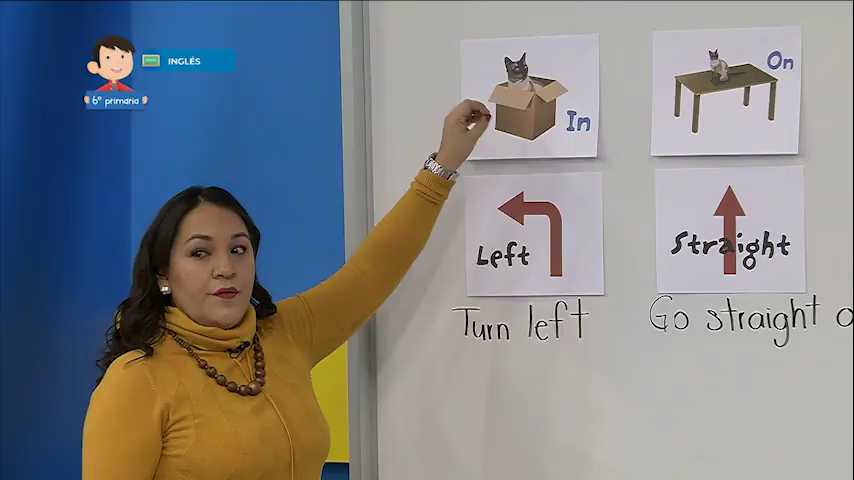 INGLÉS
6° primaria
In
On
Left
Straight
Turn left
Go straight o